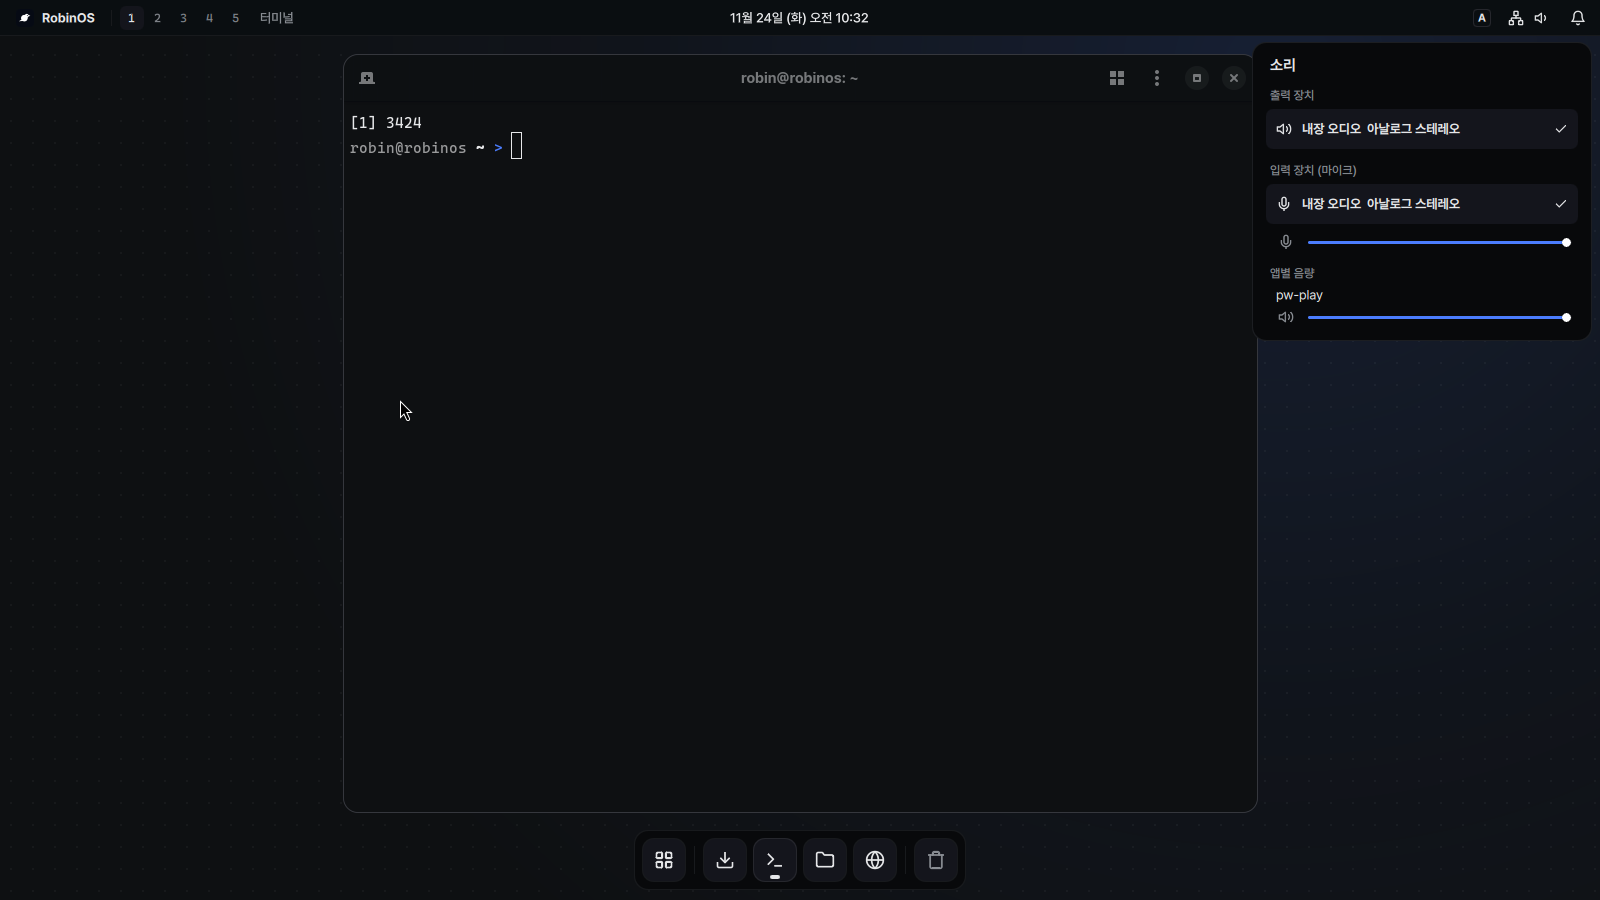 RobinOS 1 2 3 4 5 터미널 11월 24일 (화) 오전 10:32 A
robin@robinos: ~
[1] 3424
robin@robinos ~ >
소리
출력 장치
내장 오디오 아날로그 스테레오
입력 장치 (마이크)
내장 오디오 아날로그 스테레오
앱별 음량
pw-play